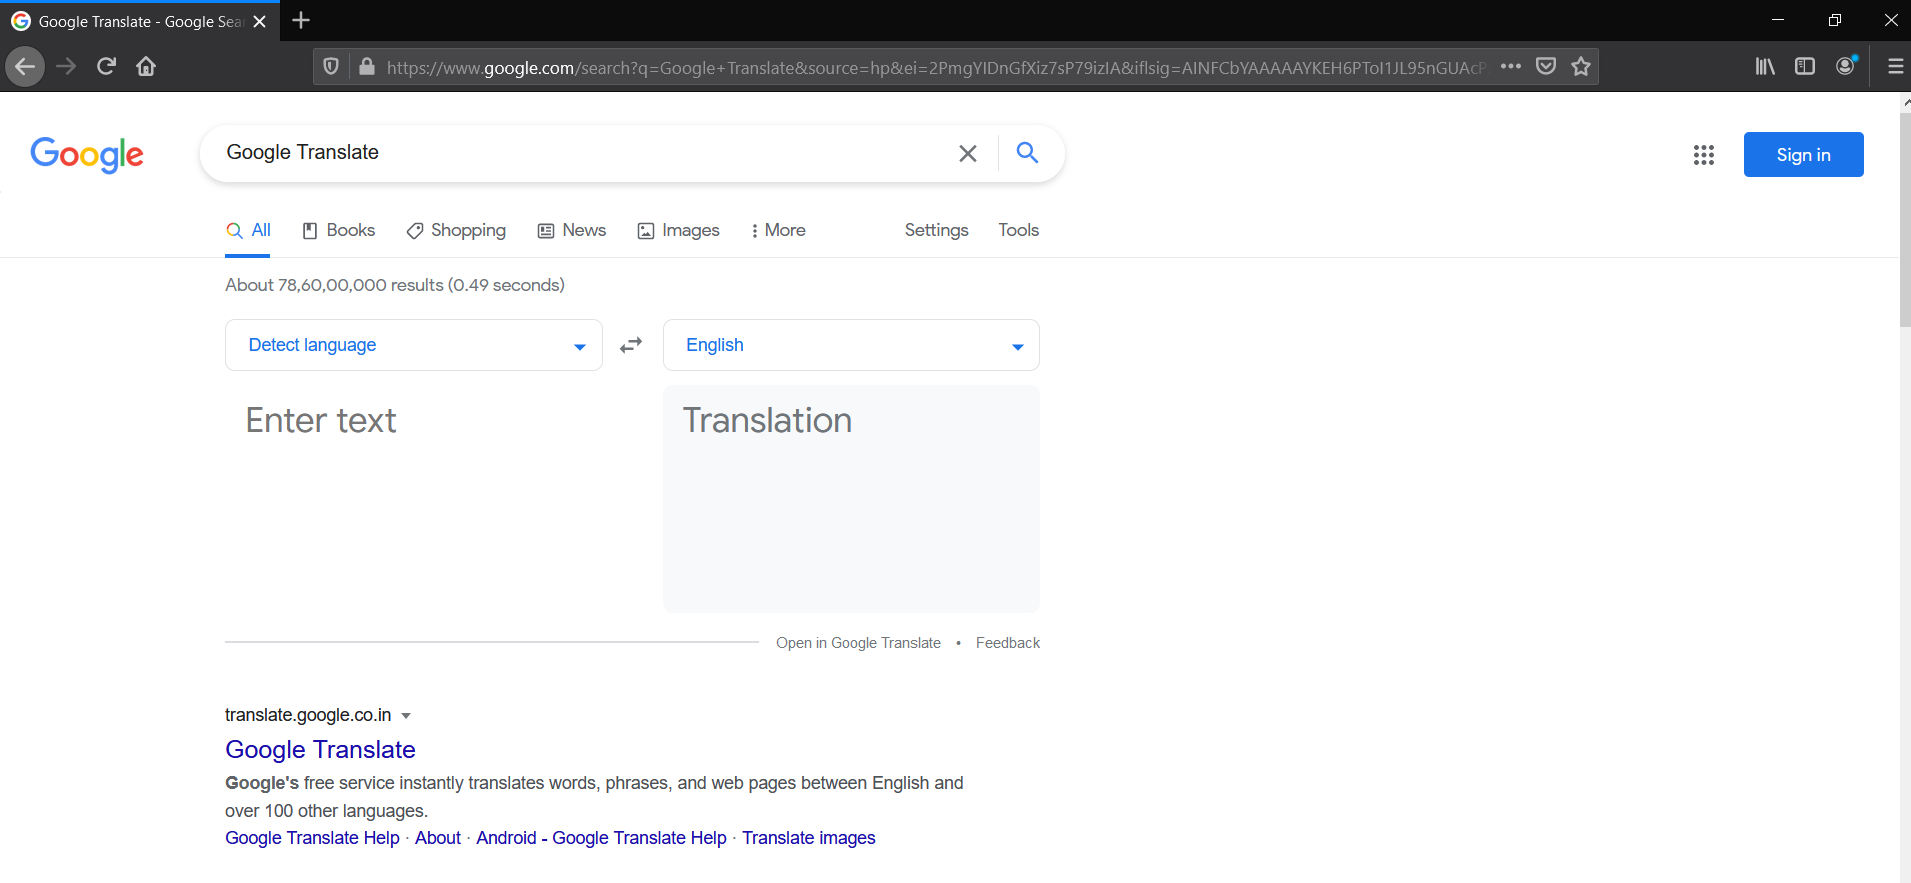 Google Translate - Google Sea
https://www.google.com/search?q=Google+Translate&source=hp&ei=2PmgYIDnGfXiz7sP79izIA&iflsig=AINFCbYAAAAAYKEH6PToI1JL95nGUAcP
Google
Google Translate
Sign in
All Books Shopping News Images More Settings Tools
About 78,60,00,000 results (0.49 seconds)
Detect language English
Enter text Translation
Open in Google Translate • Feedback
translate.google.co.in
Google Translate
Google's free service instantly translates words, phrases, and web pages between English and
over 100 other languages.
Google Translate Help · About · Android - Google Translate Help · Translate images